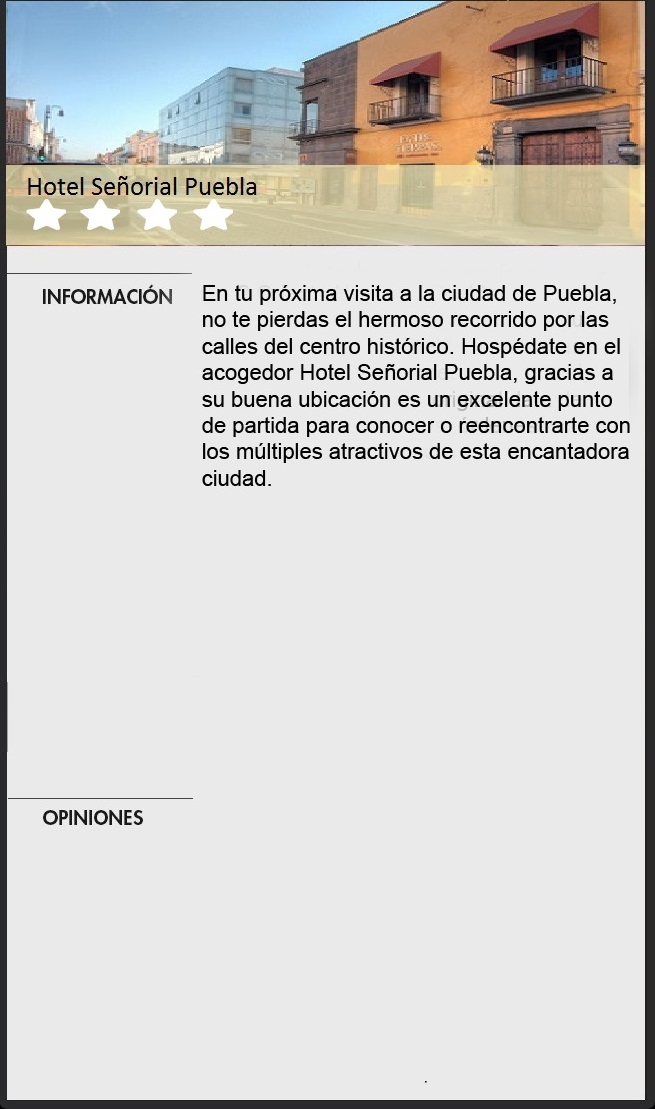 Hotel Señorial Puebla
INFORMACIÓN
En tu próxima visita a la ciudad de Puebla,
no te pierdas el hermoso recorrido por las
calles del centro histórico. Hospédate en el
acogedor Hotel Señorial Puebla, gracias a
su buena ubicación es un excelente punto
de partida para conocer o reencontrarte con
los múltiples atractivos de esta encantadora
ciudad.
OPINIONES